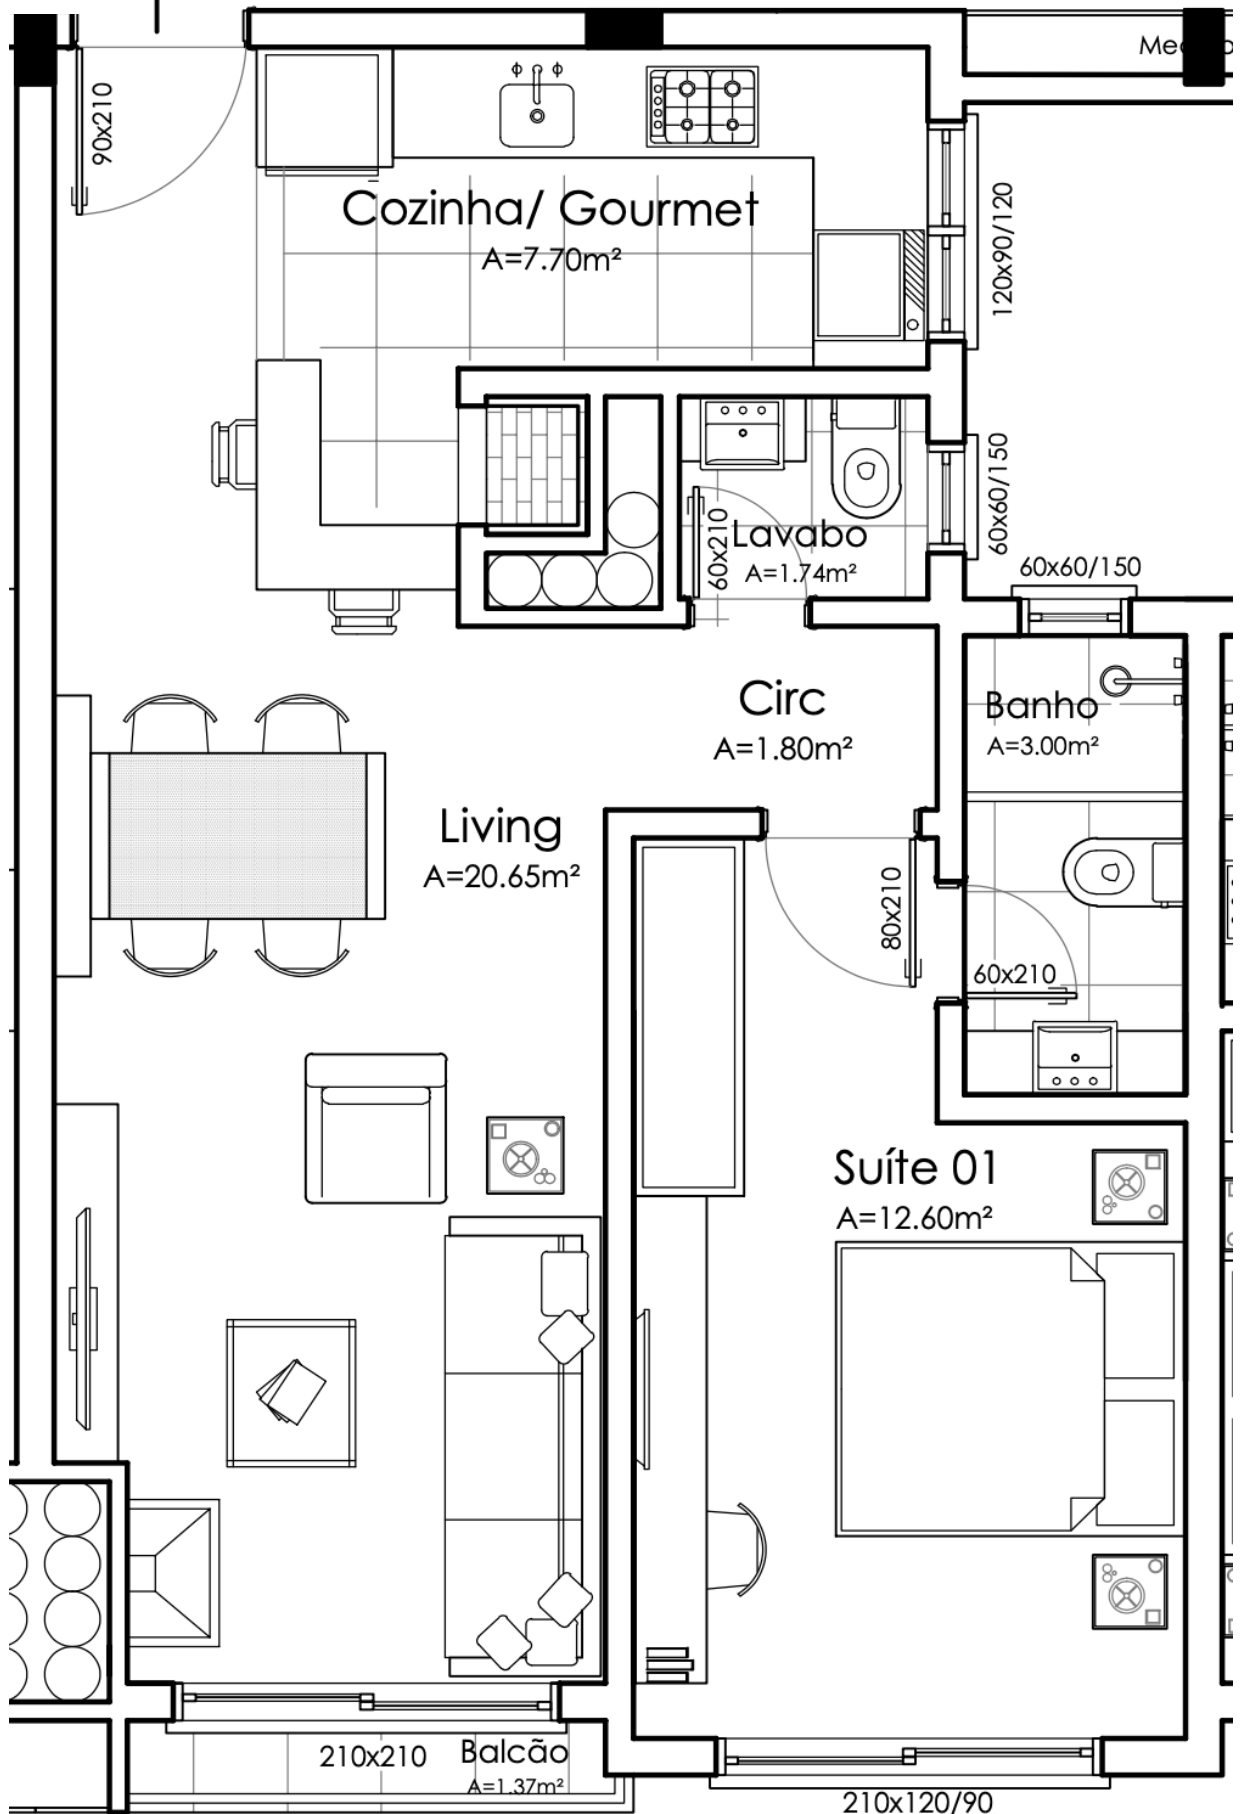 90x210
Cozinha/ Gourmet
A=7.70m²
120x90/120
60x60/150
60x210
Lavabo
A=1.74m²
60x60/150
Circ
A=1.80m²
Banho
A=3.00m²
Living
A=20.65m²
80x210
60x210
Suíte 01
A=12.60m²
210x210
Balcão
A=1.37m²
210x120/90